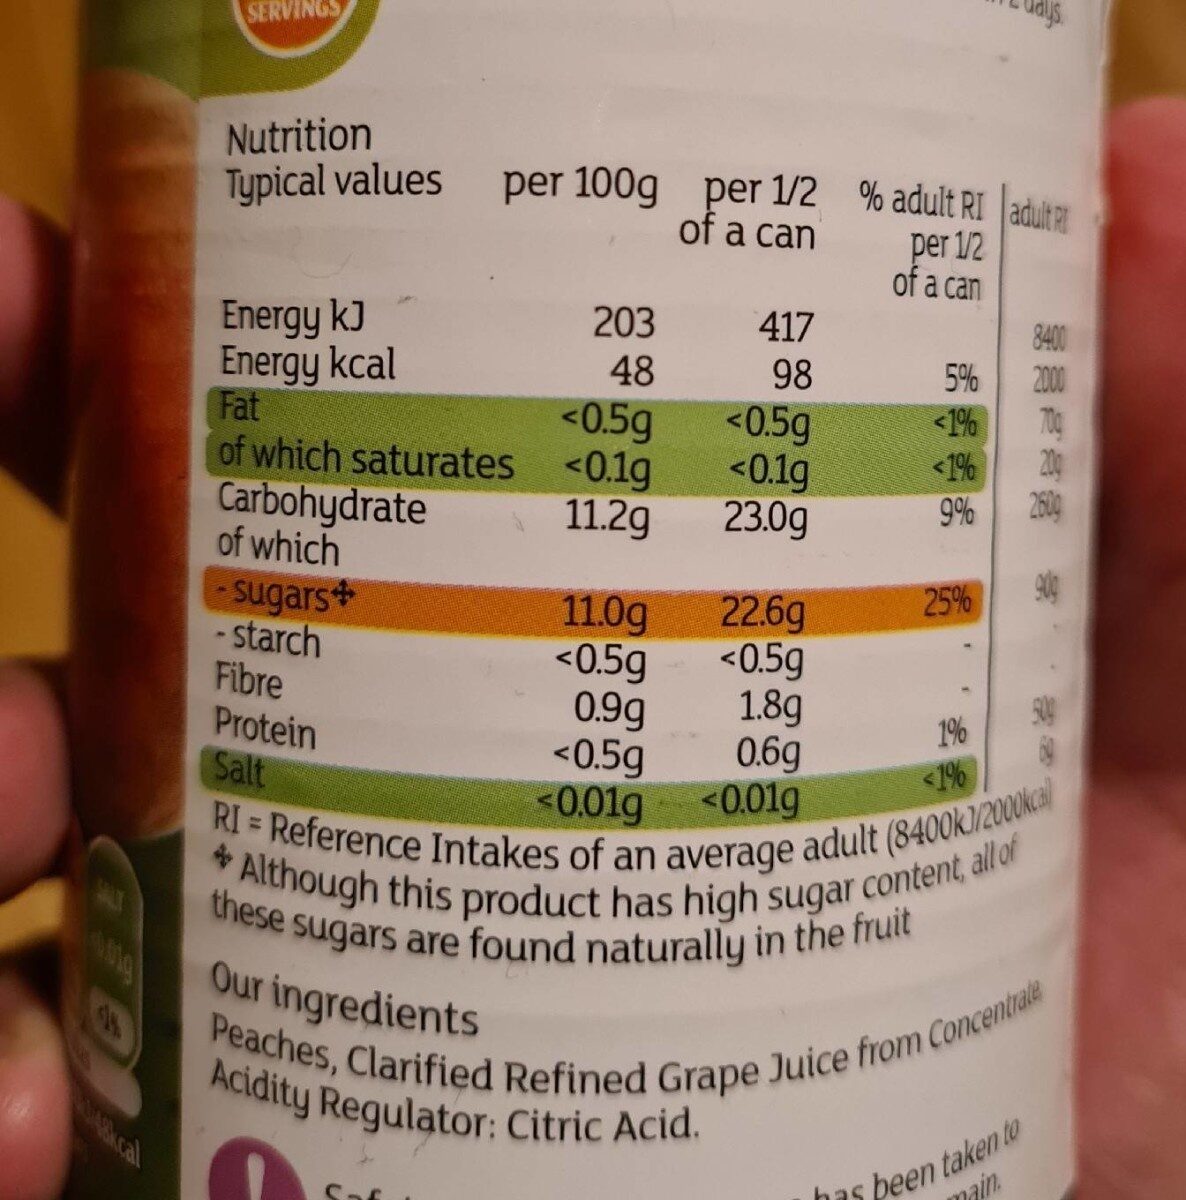 SERVINGS
days.
Nutrition
Typical values per 100g per 1/2 of a can % adult RI per 1/2 of a can adult RI
Energy kJ 203 417 8400
Energy kcal 48 98 5% 2000
Fat <0.5g <0.5g <1% 70g
of which saturates <0.1g <0.1g <1% 20g
Carbohydrate 11.2g 23.0g 9% 260g
of which
- sugars✤ 11.0g 22.6g 25% 90g
- starch <0.5g <0.5g - -
Fibre 0.9g 1.8g - -
Protein <0.5g 0.6g 1% 50g
Salt <0.01g <0.01g <1% 6g
RI = Reference Intakes of an average adult (8400kJ/2000kcal)
✤ Although this product has high sugar content, all of
these sugars are found naturally in the fruit
Our ingredients
Peaches, Clarified Refined Grape Juice from Concentrate,
Acidity Regulator: Citric Acid.
has been taken to
SALT
<0.01g
<1%